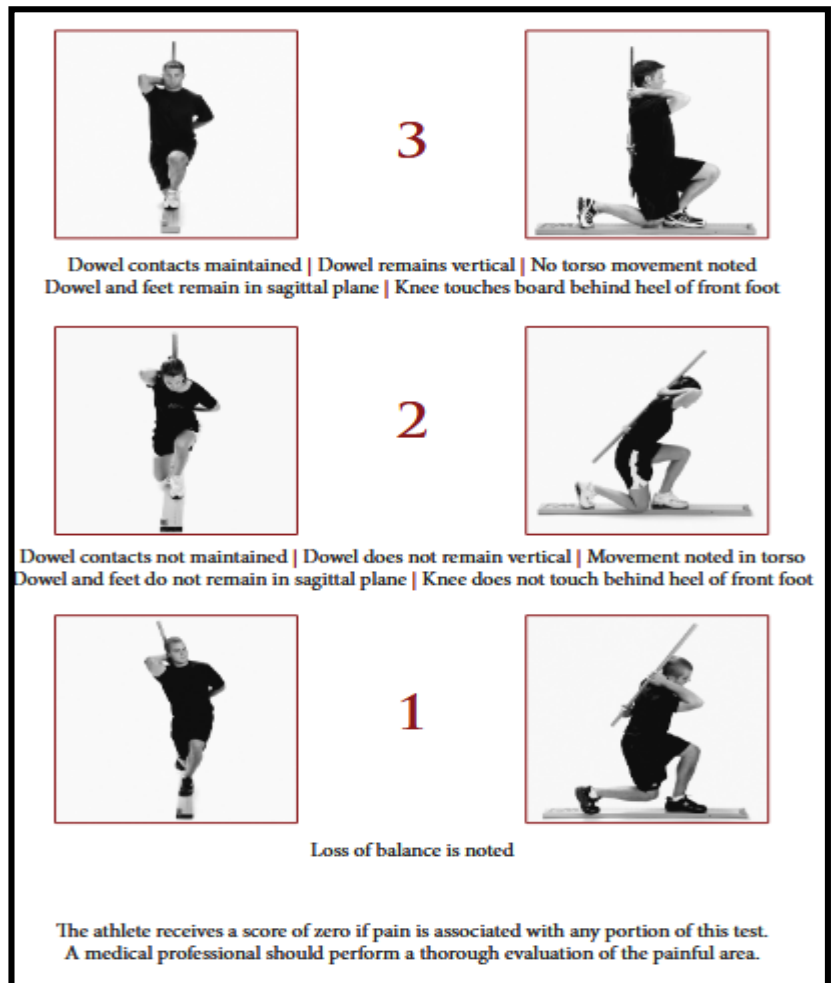 3
Dowel contacts maintained | Dowel remains vertical | No torso movement noted
Dowel and feet remain in sagittal plane | Knee touches board behind heel of front foot
2
Dowel contacts not maintained | Dowel does not remain vertical | Movement noted in torso
Dowel and feet do not remain in sagittal plane | Knee does not touch behind heel of front foot
1
Loss of balance is noted
The athlete receives a score of zero if pain is associated with any portion of this test.
A medical professional should perform a thorough evaluation of the painful area.